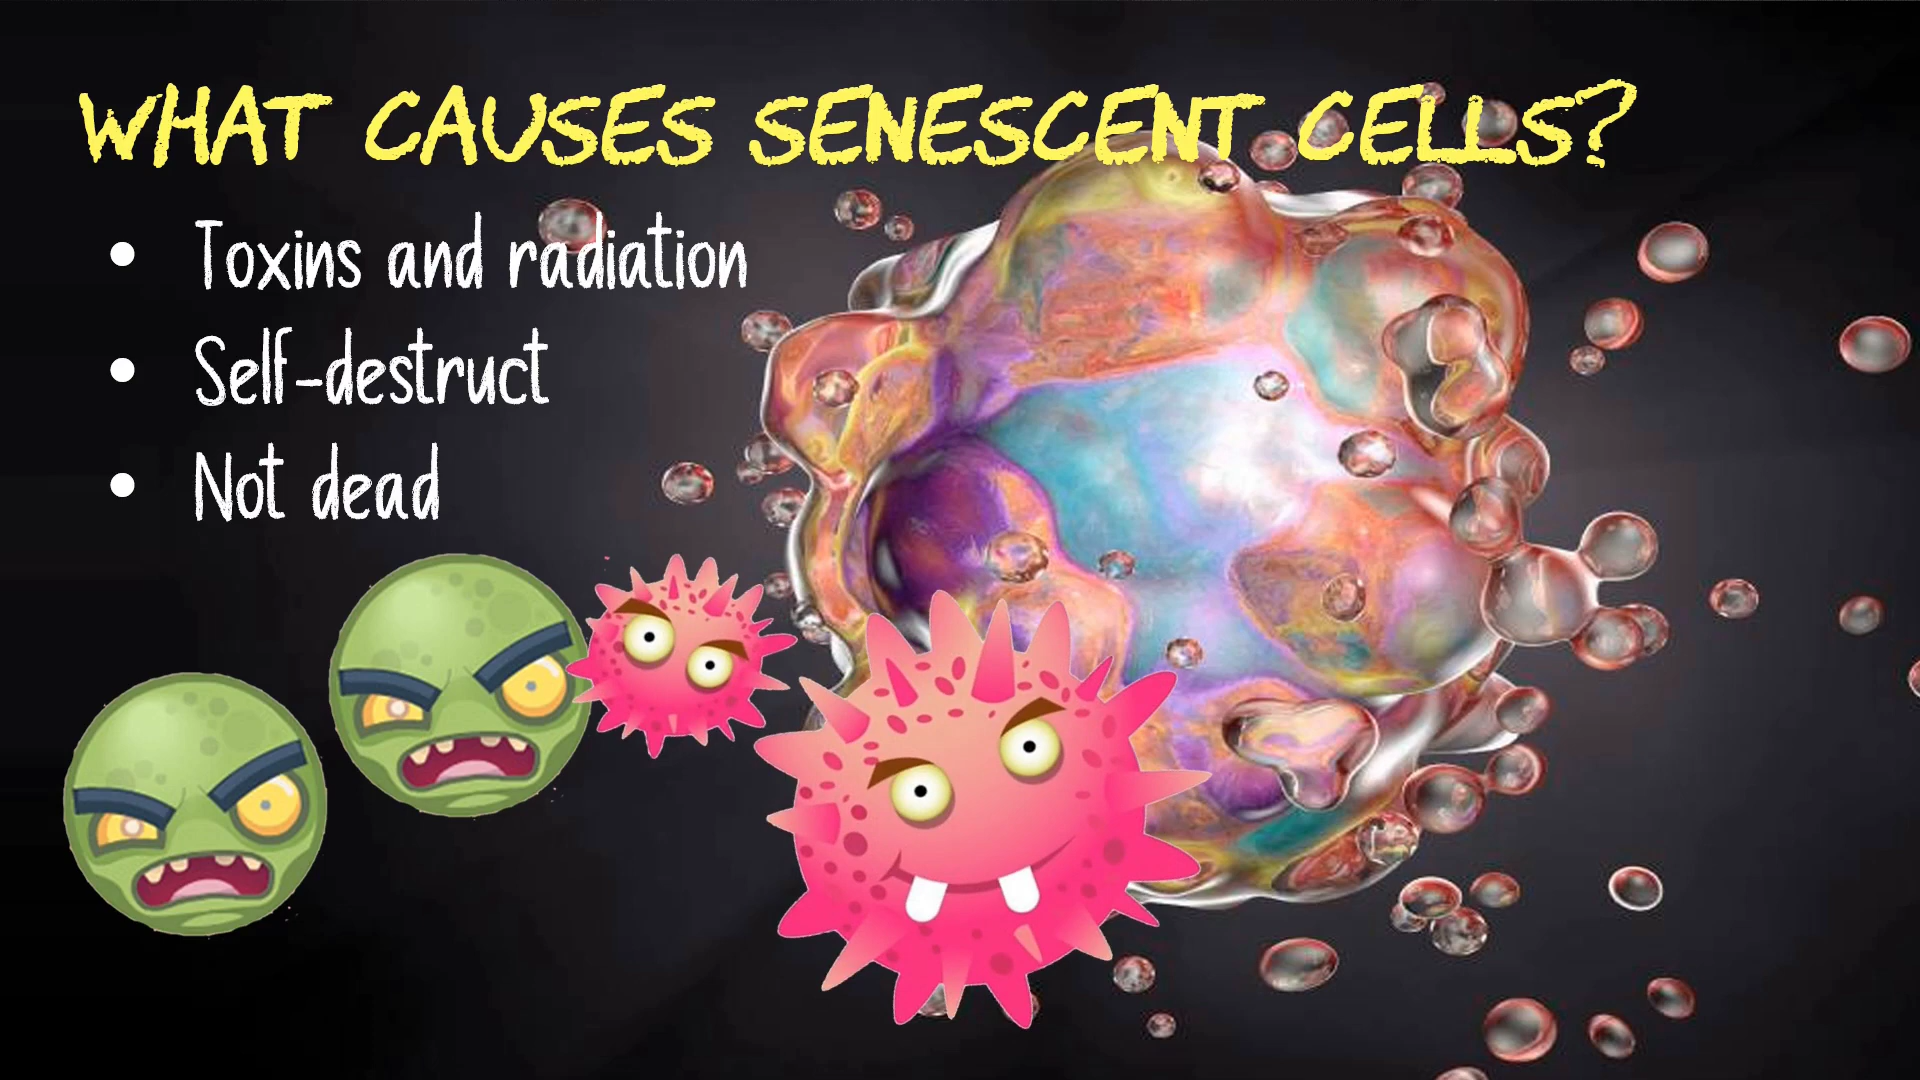 WHAT CAUSES SENESCENT CELLS?
• Toxins and radiation
• Self-destruct
• Not dead